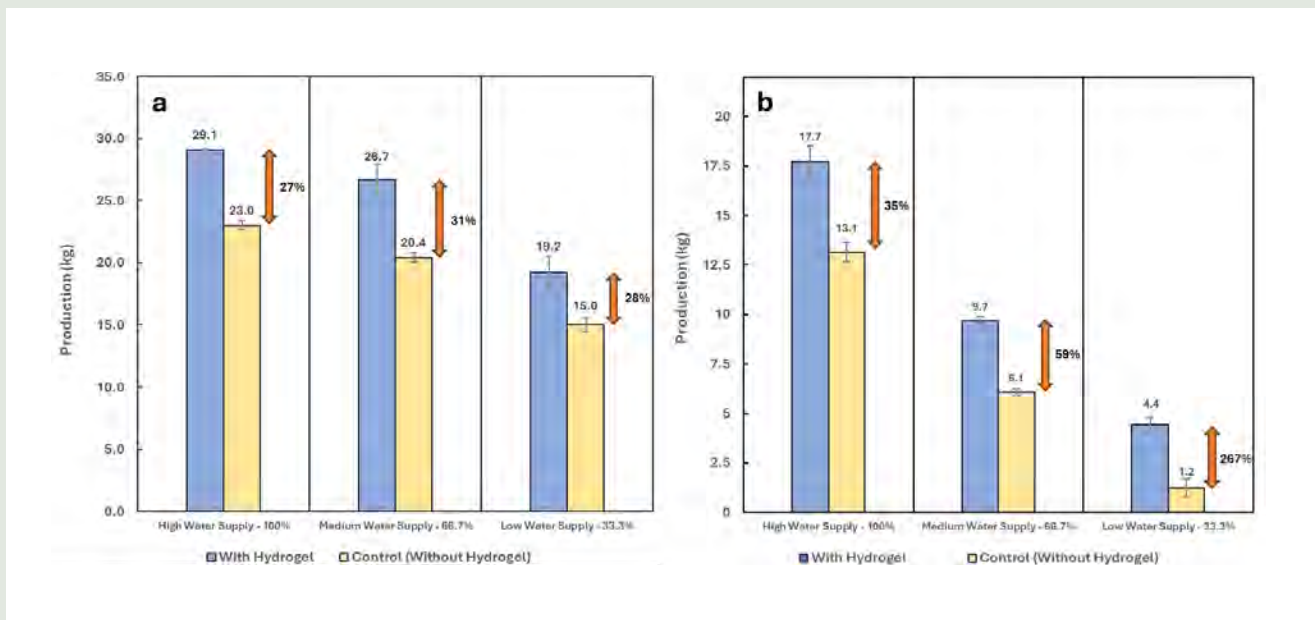 a
35.0
30.0
25.0
20.0
15.0
10.0
5.0
0.0
Production (kg)
29.1
23.0
27%
26.7
20.4
31%
19.2
15.0
28%
High Water Supply - 100%
Medium Water Supply - 66.7%
Low Water Supply - 33.3%
With Hydrogel
Control (Without Hydrogel)
b
20
17.5
15
12.5
10
7.5
5
2.5
0
Production (kg)
17.7
13.1
35%
9.7
6.1
59%
4.4
1.2
267%
High Water Supply - 100%
Medium Water Supply - 66.7%
Low Water Supply - 33.3%
With Hydrogel
Control (Without Hydrogel)